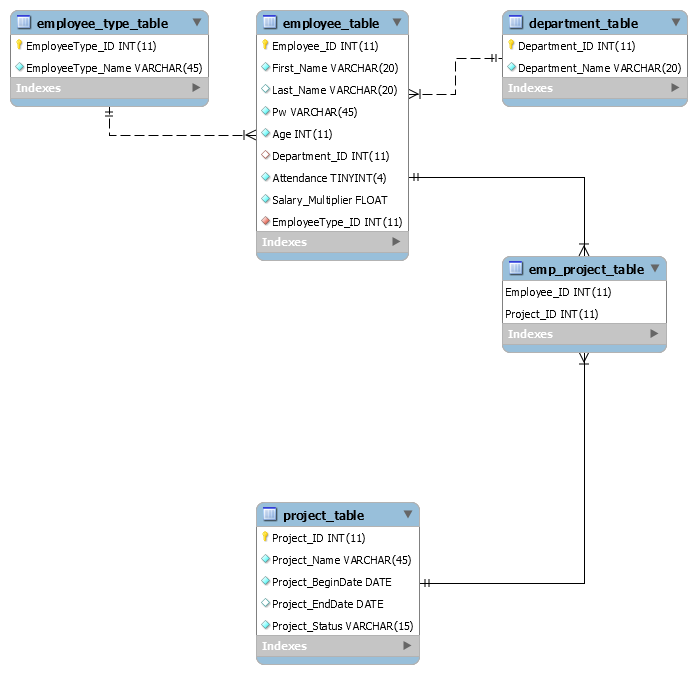 employee_type_table
EmployeeType_ID INT(11)
EmployeeType_Name VARCHAR(45)
Indexes
employee_table
Employee_ID INT(11)
First_Name VARCHAR(20)
Last_Name VARCHAR(20)
Pw VARCHAR(45)
Age INT(11)
Department_ID INT(11)
Attendance TINYINT(4)
Salary_Multiplier FLOAT
EmployeeType_ID INT(11)
Indexes
department_table
Department_ID INT(11)
Department_Name VARCHAR(20)
Indexes
emp_project_table
Employee_ID INT(11)
Project_ID INT(11)
Indexes
project_table
Project_ID INT(11)
Project_Name VARCHAR(45)
Project_BeginDate DATE
Project_EndDate DATE
Project_Status VARCHAR(15)
Indexes